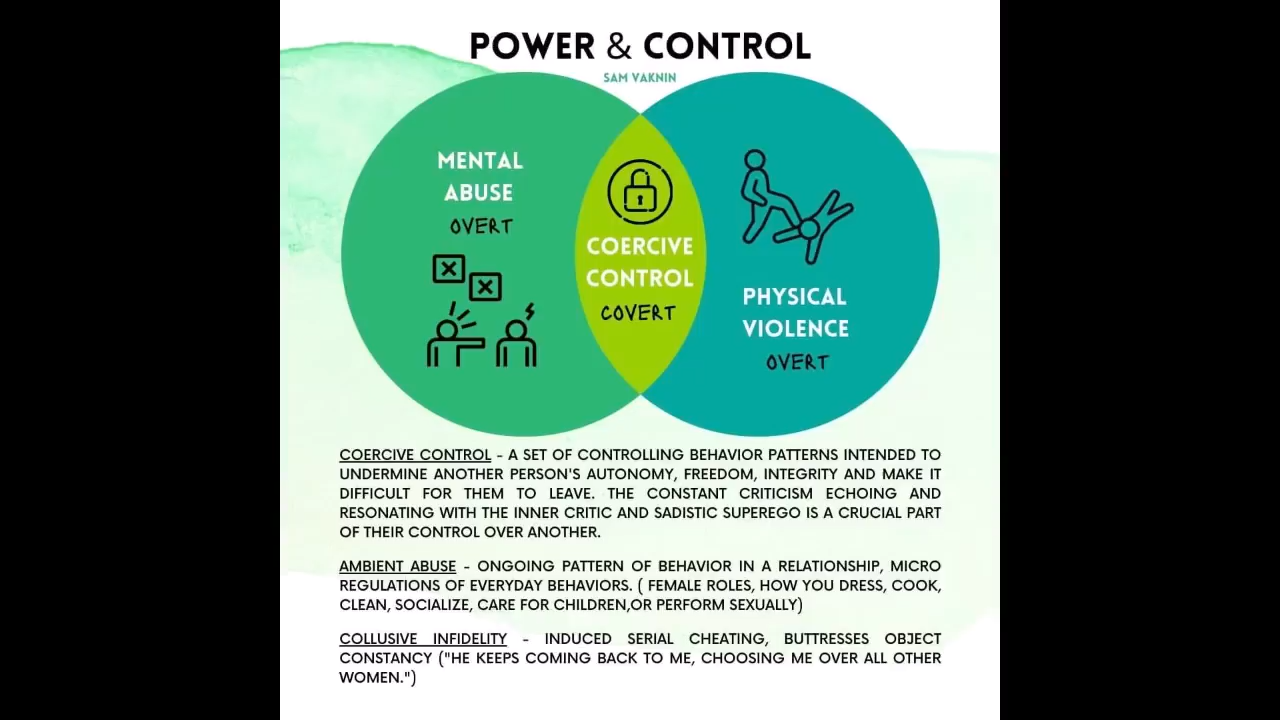 POWER & CONTROL
SAM VAKNIN
MENTAL
ABUSE
OVERT
COERCIVE
CONTROL
COVERT
PHYSICAL
VIOLENCE
OVERT
COERCIVE CONTROL - A SET OF CONTROLLING BEHAVIOR PATTERNS INTENDED TO
UNDERMINE ANOTHER PERSON'S AUTONOMY, FREEDOM, INTEGRITY AND MAKE IT
DIFFICULT FOR THEM TO LEAVE. THE CONSTANT CRITICISM ECHOING AND
RESONATING WITH THE INNER CRITIC AND SADISTIC SUPEREGO IS A CRUCIAL PART
OF THEIR CONTROL OVER ANOTHER.
AMBIENT ABUSE - ONGOING PATTERN OF BEHAVIOR IN A RELATIONSHIP, MICRO
REGULATIONS OF EVERYDAY BEHAVIORS. ( FEMALE ROLES, HOW YOU DRESS, COOK,
CLEAN, SOCIALIZE, CARE FOR CHILDREN,OR PERFORM SEXUALLY)
COLLUSIVE INFIDELITY - INDUCED SERIAL CHEATING, BUTTRESSES OBJECT
CONSTANCY ("HE KEEPS COMING BACK TO ME, CHOOSING ME OVER ALL OTHER
WOMEN.")